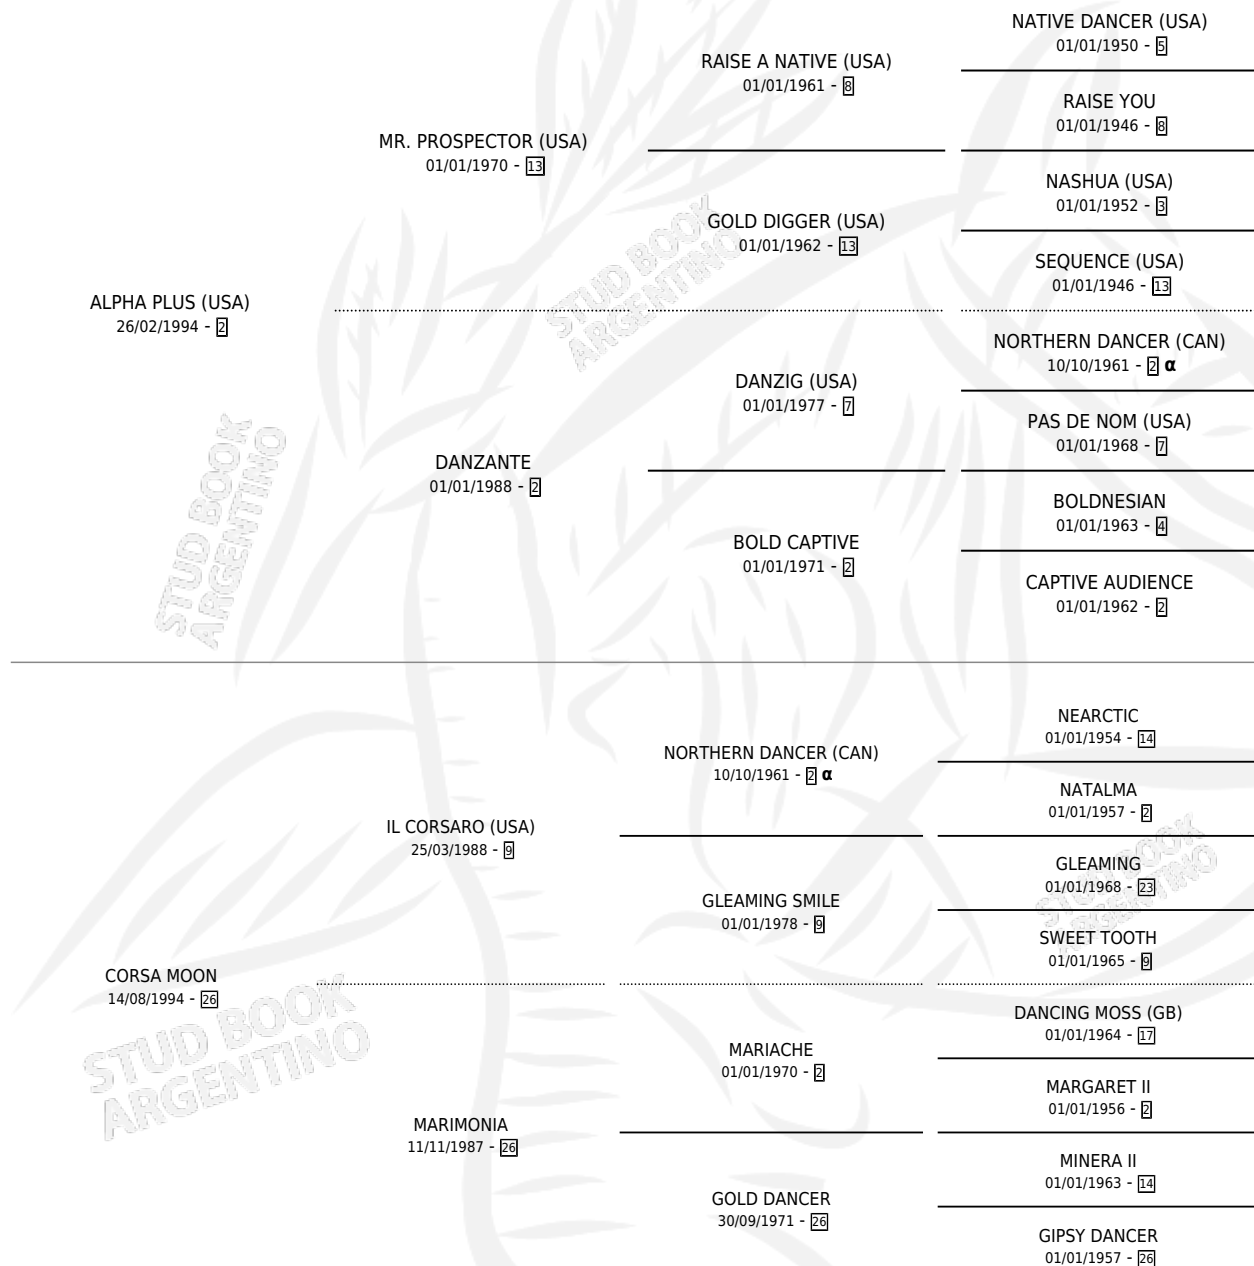 NATIVE DANCER (USA)
01/01/1950 - 5
RAISE A NATIVE (USA)
01/01/1961 - 8
RAISE YOU
01/01/1946 - 8
MR. PROSPECTOR (USA)
01/01/1970 - 13
NASHUA (USA)
01/01/1952 - 3
GOLD DIGGER (USA)
01/01/1962 - 13
SEQUENCE (USA)
01/01/1946 - 13
ALPHA PLUS (USA)
26/02/1994 - 2
NORTHERN DANCER (CAN)
10/10/1961 - 2 α
DANZIG (USA)
01/01/1977 - 7
PAS DE NOM (USA)
01/01/1968 - 7
DANZANTE
01/01/1988 - 2
BOLDNESIAN
01/01/1963 - 4
BOLD CAPTIVE
01/01/1971 - 2
CAPTIVE AUDIENCE
01/01/1962 - 2
NEARCTIC
01/01/1954 - 14
NORTHERN DANCER (CAN)
10/10/1961 - 2 α
NATALMA
01/01/1957 - 2
IL CORSARO (USA)
25/03/1988 - 9
GLEAMING
01/01/1968 - 23
GLEAMING SMILE
01/01/1978 - 9
SWEET TOOTH
01/01/1965 - 9
CORSA MOON
14/08/1994 - 26
DANCING MOSS (GB)
01/01/1964 - 17
MARIACHE
01/01/1970 - 2
MARGARET II
01/01/1956 - 2
MARIMONIA
11/11/1987 - 26
MINERA II
01/01/1963 - 14
GOLD DANCER
30/09/1971 - 26
GIPSY DANCER
01/01/1957 - 26
STUD BOOK
ARGENTINO
STUD BOOK
ARGENTINO
STUD BOOK
ARGENTINO
STUD BOOK
ARGENTINO